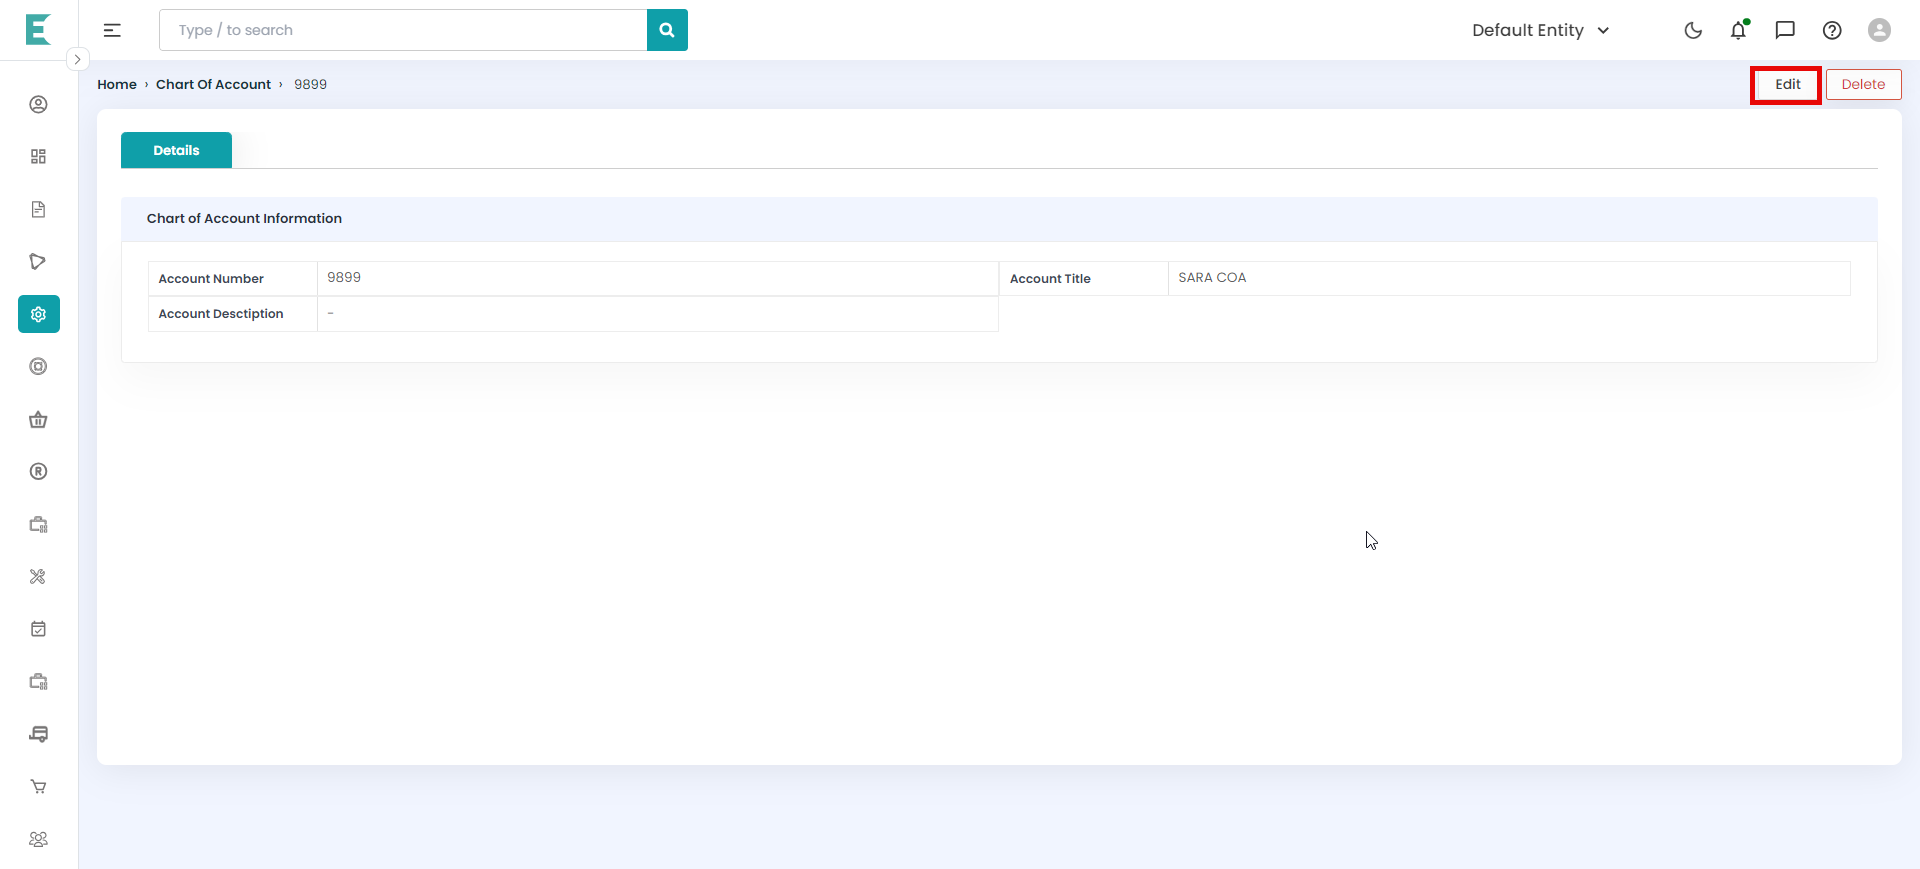 Type / to search
Default Entity
Home › Chart Of Account › 9899
Edit
Delete
Details
Chart of Account Information
Account Number 9899 Account Title SARA COA
Account Desctiption -